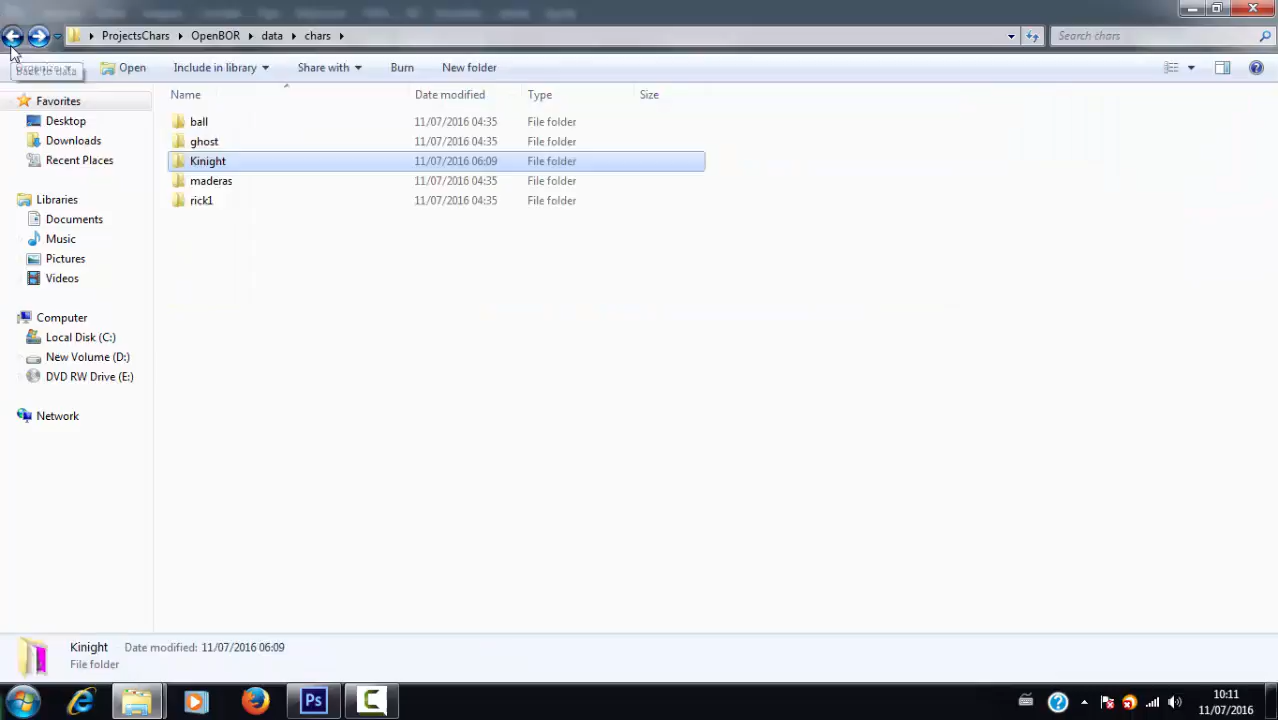 ProjectsChars OpenBOR data chars Search chars
Back to data
Open Include in library Share with Burn New folder
Name Date modified Type Size
Favorites
Desktop
Downloads
Recent Places
Libraries
Documents
Music
Pictures
Videos
Computer
Local Disk (C:)
New Volume (D:)
DVD RW Drive (E:)
Network
ball 11/07/2016 04:35 File folder
ghost 11/07/2016 04:35 File folder
Kinight 11/07/2016 06:09 File folder
maderas 11/07/2016 04:35 File folder
rick1 11/07/2016 04:35 File folder
Kinight Date modified: 11/07/2016 06:09
File folder
Ps
10:11
11/07/2016